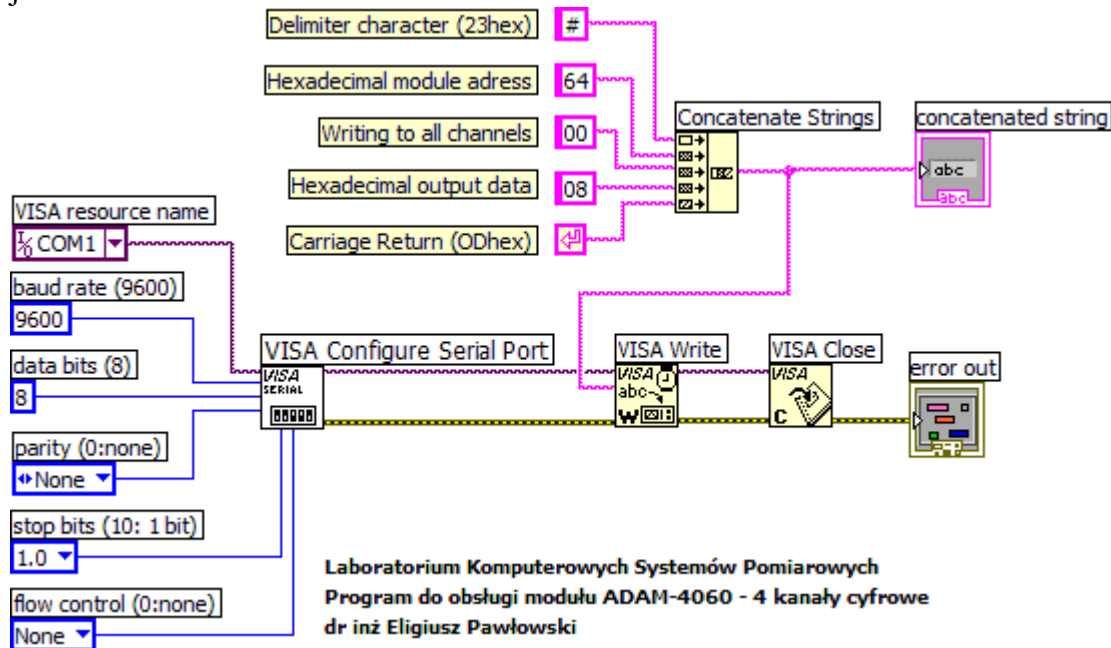 j
Delimiter character (23hex)
#
Hexadecimal module adress
64
Writing to all channels
00
Hexadecimal output data
08
Carriage Return (ODhex)
Concatenate Strings
concatenated string
abc
abc
VISA resource name
I/O COM1
baud rate (9600)
9600
data bits (8)
8
parity (0:none)
None
stop bits (10: 1 bit)
1.0
flow control (0:none)
None
VISA Configure Serial Port
VISA
SERIAL
VISA Write
VISA
abc
W
VISA Close
VISA
C
error out
Laboratorium Komputerowych Systemów Pomiarowych
Program do obsługi modułu ADAM-4060 - 4 kanały cyfrowe
dr inż Eligiusz Pawłowski